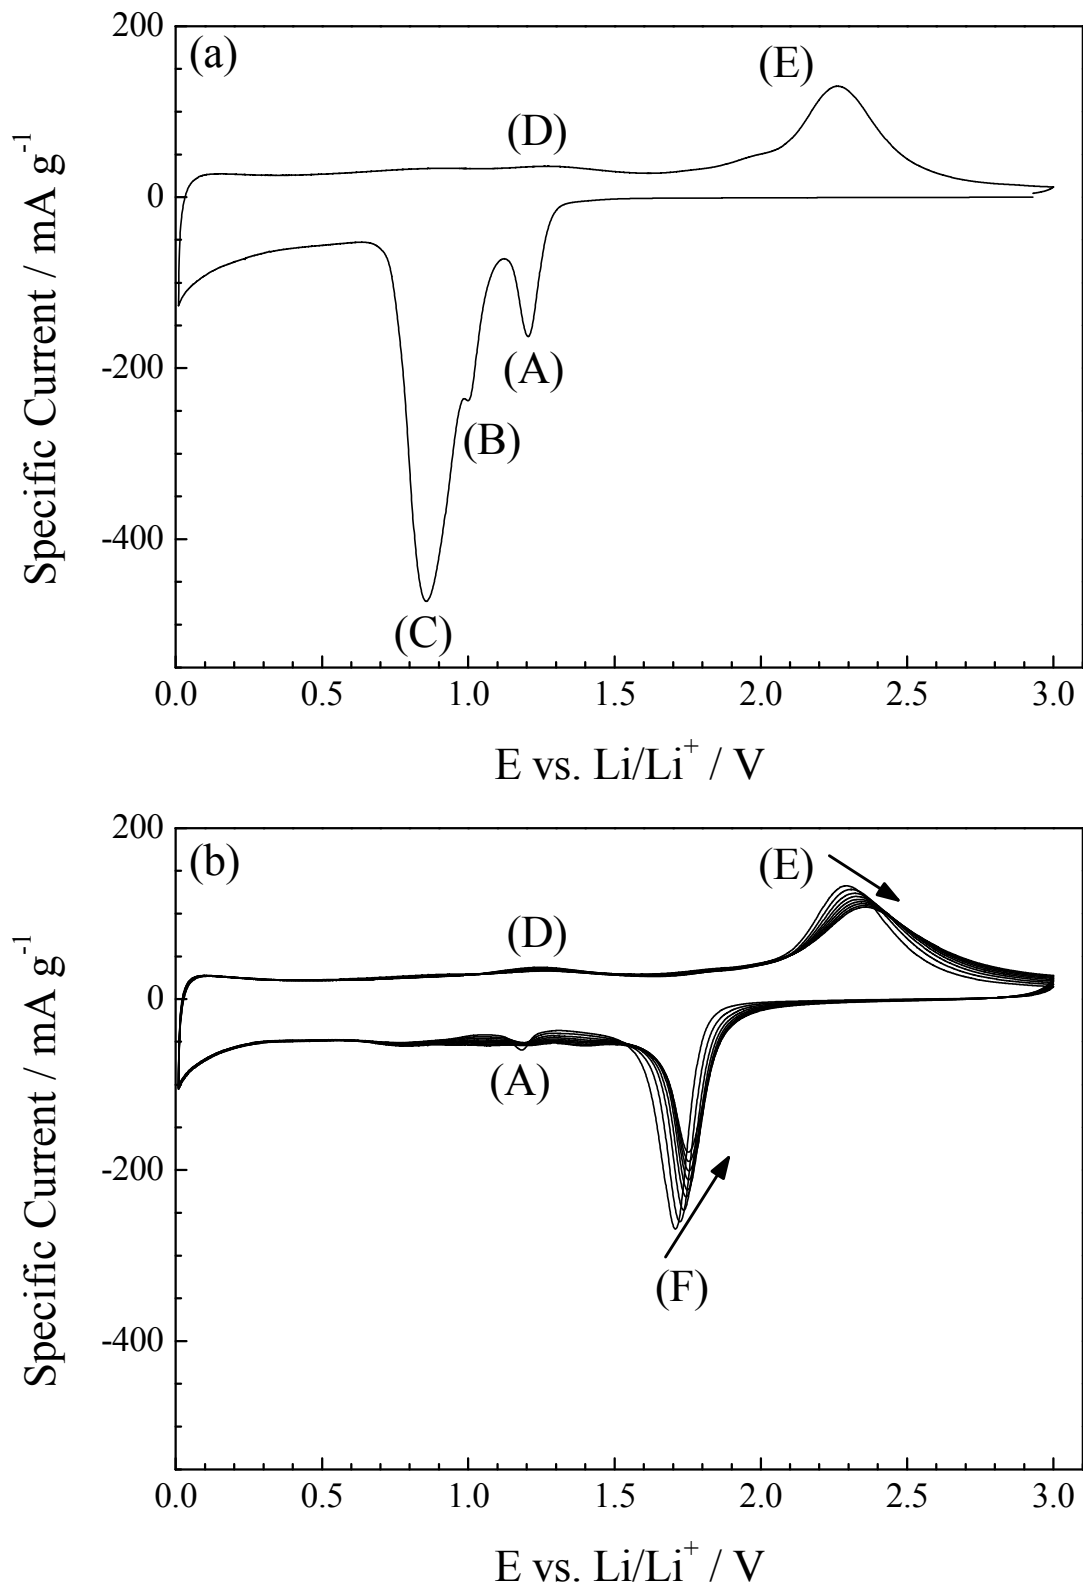 (a)
(E)
(D)
(A)
(B)
(C)
200
0
-200
-400
Specific Current / mA g⁻¹
0.0 0.5 1.0 1.5 2.0 2.5 3.0
E vs. Li/Li⁺ / V
(b)
(E)
(D)
(A)
(F)
200
0
-200
-400
Specific Current / mA g⁻¹
0.0 0.5 1.0 1.5 2.0 2.5 3.0
E vs. Li/Li⁺ / V